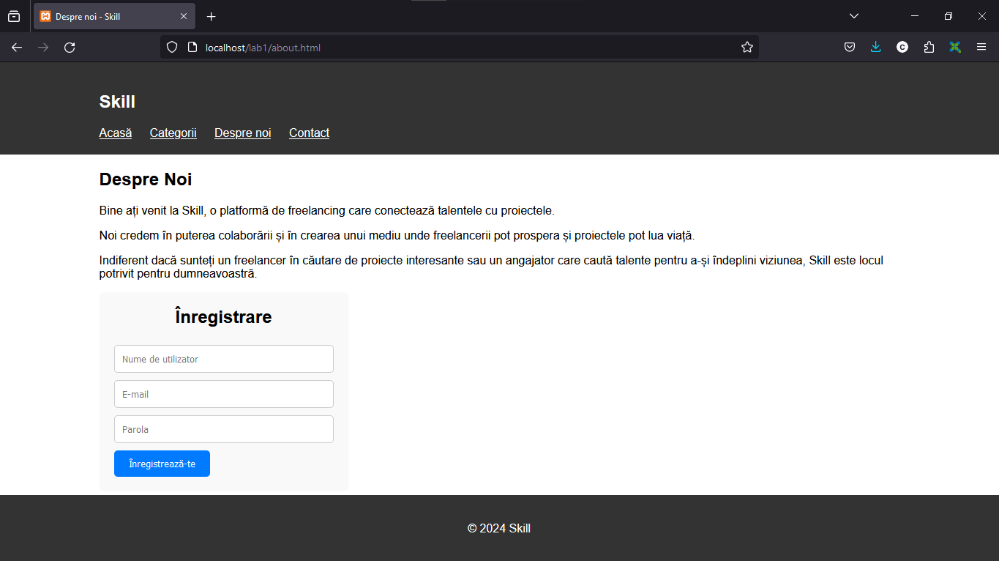 Despre noi - Skill
localhost/lab1/about.html
Skill
Acasă Categorii Despre noi Contact
Despre Noi
Bine ați venit la Skill, o platformă de freelancing care conectează talentele cu proiectele.
Noi credem în puterea colaborării și în crearea unui mediu unde freelancerii pot prospera și proiectele pot lua viață.
Indiferent dacă sunteți un freelancer în căutare de proiecte interesante sau un angajator care caută talente pentru a-și îndeplini viziunea, Skill este locul
potrivit pentru dumneavoastră.
Înregistrare
Nume de utilizator
E-mail
Parola
Înregistrează-te
© 2024 Skill